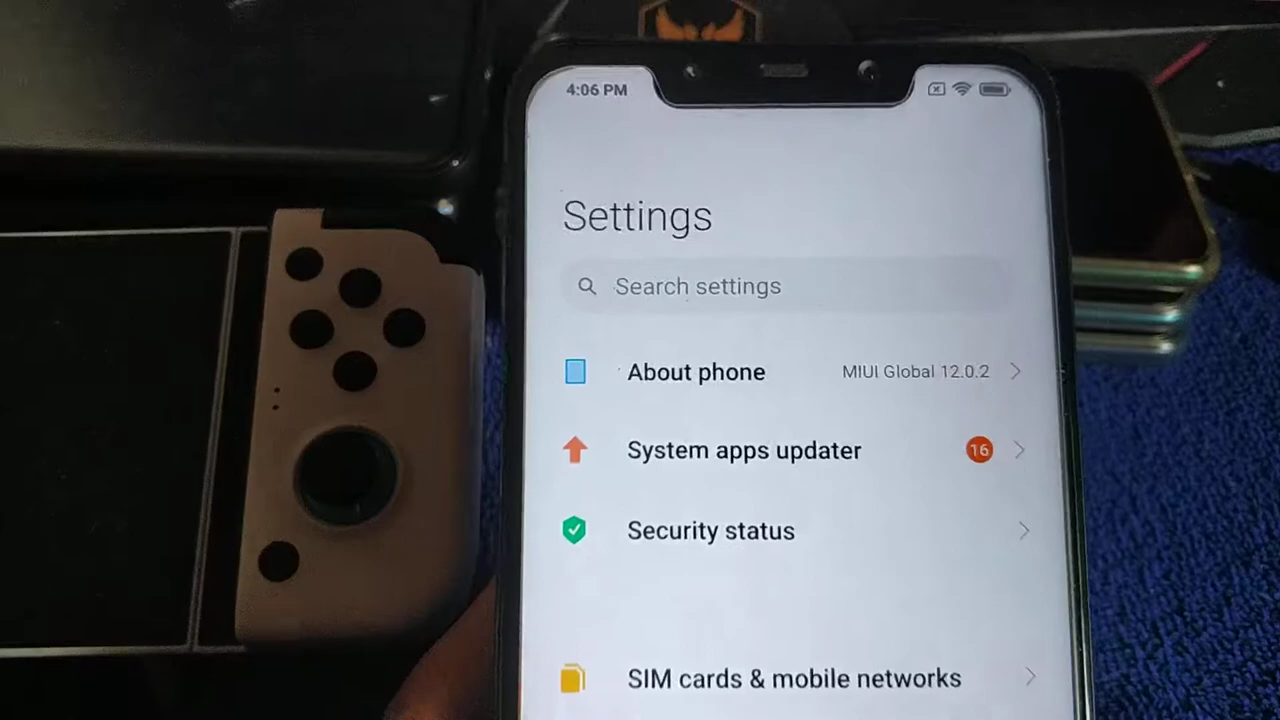 4:06 PM
Settings
Search settings
About phone MIUI Global 12.0.2
System apps updater 16
Security status
SIM cards & mobile networks